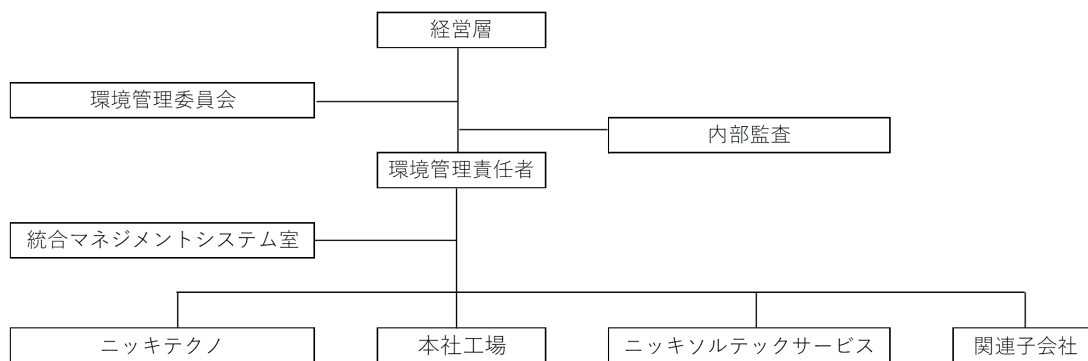 経営層
環境管理委員会
内部監査
環境管理責任者
統合マネジメントシステム室
ニッキテクノ
本社工場
ニッキソルテックサービス
関連子会社